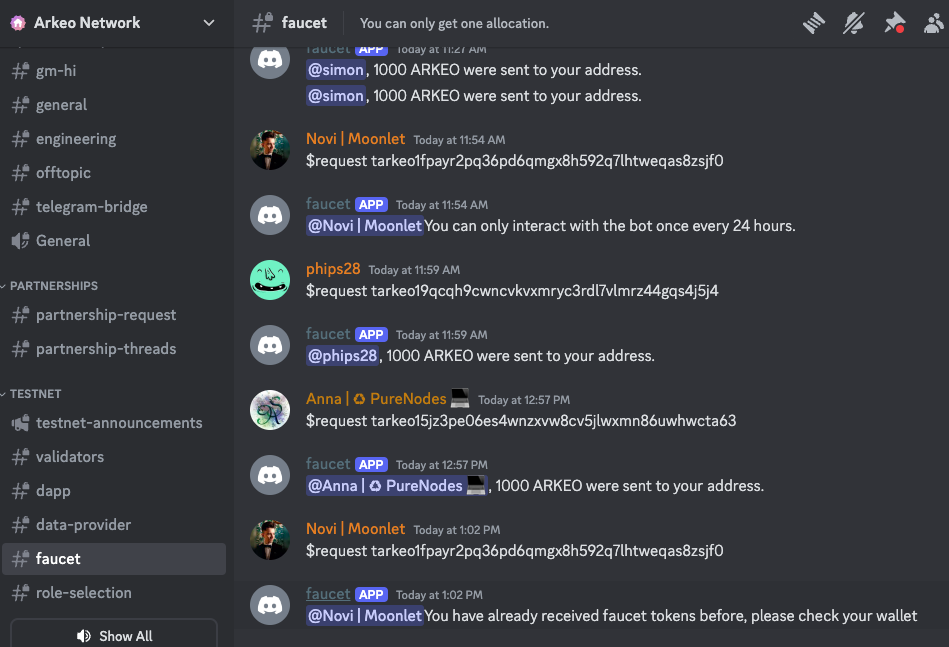 Arkeo Network
gm-hi
general
engineering
offtopic
telegram-bridge
General
PARTNERSHIPS
partnership-request
partnership-threads
TESTNET
testnet-announcements
validators
dapp
data-provider
faucet
role-selection
Show All
faucet
You can only get one allocation.
faucet APP Today at 11:27 AM
@simon, 1000 ARKEO were sent to your address.
@simon, 1000 ARKEO were sent to your address.
Novi | Moonlet Today at 11:54 AM
$request tarkeo1fpayr2pq36pd6qmgx8h592q7lhtweqas8zsjf0
faucet APP Today at 11:54 AM
@Novi | Moonlet You can only interact with the bot once every 24 hours.
phips28 Today at 11:59 AM
$request tarkeo19qcqh9cwncvkvxmryc3rdl7vlmrz44gqs4j5j4
faucet APP Today at 11:59 AM
@phips28, 1000 ARKEO were sent to your address.
Anna | ♻ PureNodes 💻 Today at 12:57 PM
$request tarkeo15jz3pe06es4wnzxvw8cv5jlwxmn86uwhwcta63
faucet APP Today at 12:57 PM
@Anna | ♻ PureNodes 💻, 1000 ARKEO were sent to your address.
Novi | Moonlet Today at 1:02 PM
$request tarkeo1fpayr2pq36pd6qmgx8h592q7lhtweqas8zsjf0
faucet APP Today at 1:02 PM
@Novi | Moonlet You have already received faucet tokens before, please check your wallet